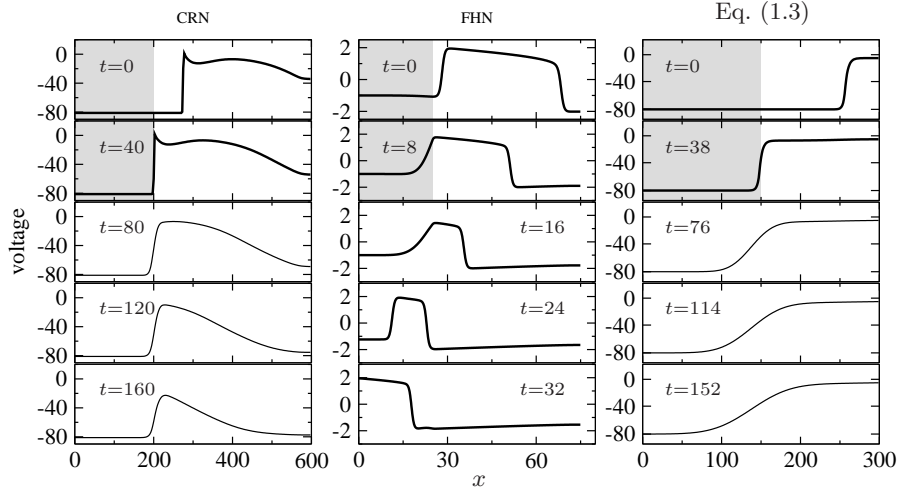 CRN FHN Eq. (1.3)
0 -40 -80 t=0 2 1 -1 -2 t=0 0 -40 -80 t=0
0 -40 -80 t=40 2 0 -2 t=8 0 -40 -80 t=38
voltage
0 -40 -80 t=80 2 0 -2 t=16 0 -40 -80 t=76
0 -40 -80 t=120 2 0 -2 t=24 0 -40 -80 t=114
0 -40 -80 t=160 2 0 -2 t=32 0 -40 -80 t=152
0 200 400 600 0 30 60 0 100 200 300
x